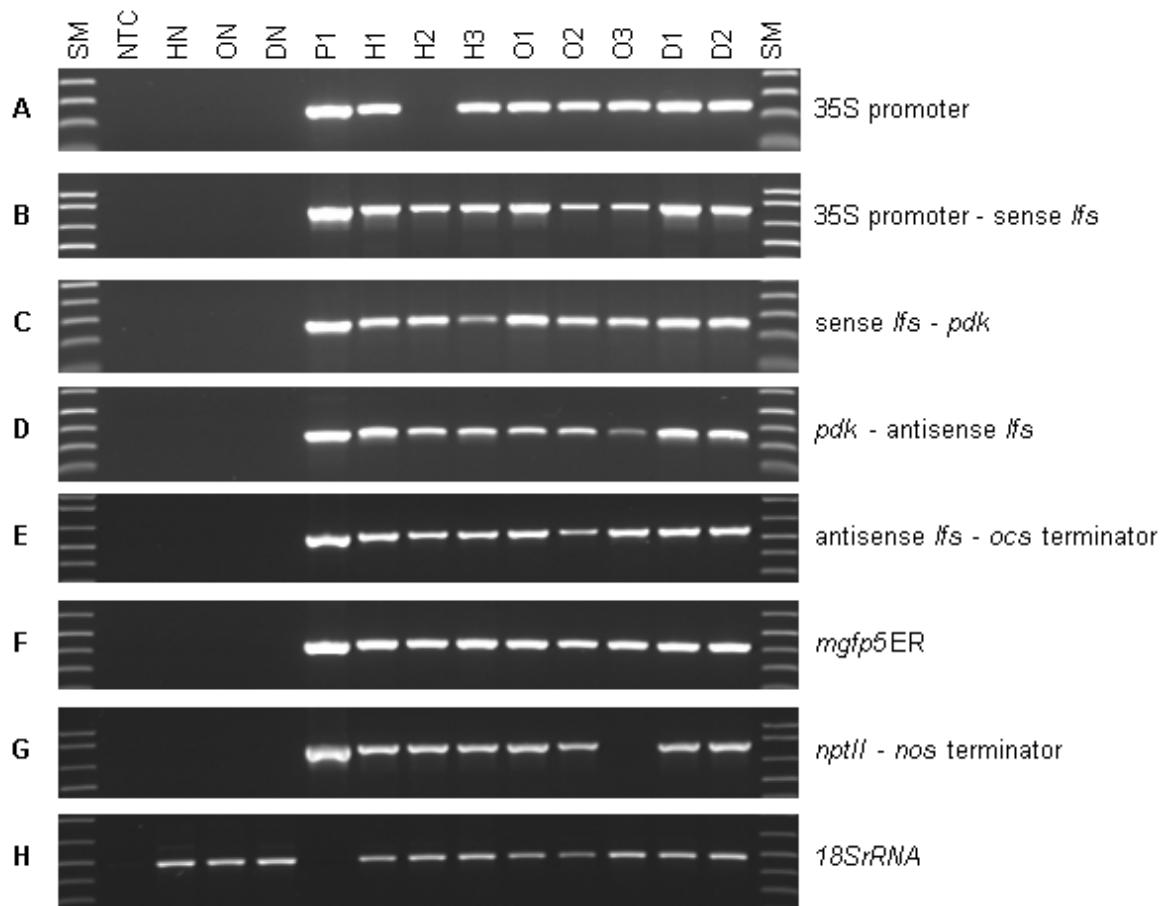 SM NTC HN ON DN P1 H1 H2 H3 O1 O2 O3 D1 D2 SM
A 35S promoter
B 35S promoter - sense lfs
C sense lfs - pdk
D pdk - antisense lfs
E antisense lfs - ocs terminator
F mgfp5ER
G nptII - nos terminator
H 18SrRNA